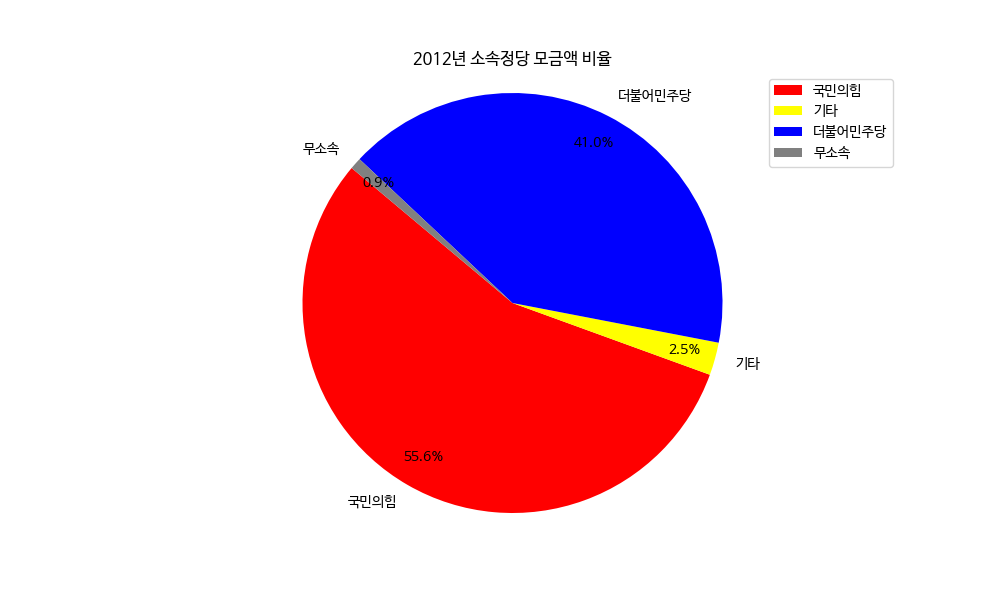 2012년 소속정당 모금액 비율
더불어민주당
국민의힘
기타
더불어민주당
무소속
41.0%
무소속
0.9%
2.5%
기타
55.6%
국민의힘